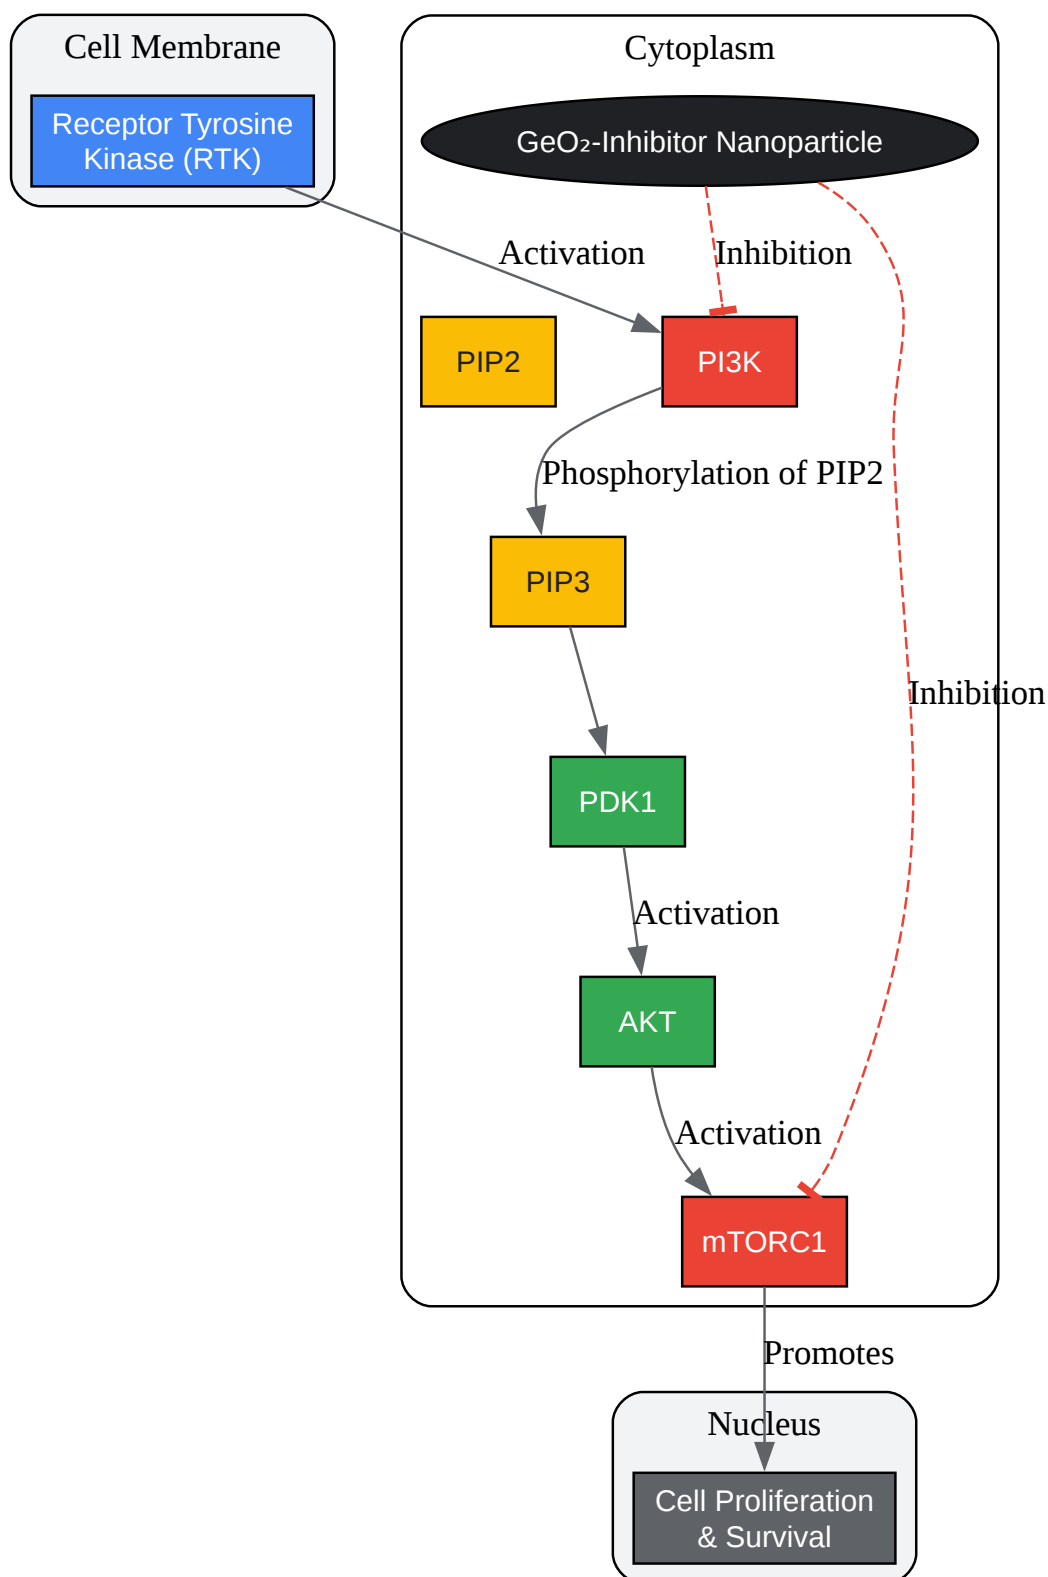 Cell Membrane
Receptor Tyrosine
Kinase (RTK)
Cytoplasm
GeO₂-Inhibitor Nanoparticle
Activation
Inhibition
PIP2
PI3K
Phosphorylation of PIP2
PIP3
Inhibition
PDK1
Activation
AKT
Activation
mTORC1
Promotes
Nucleus
Cell Proliferation
& Survival